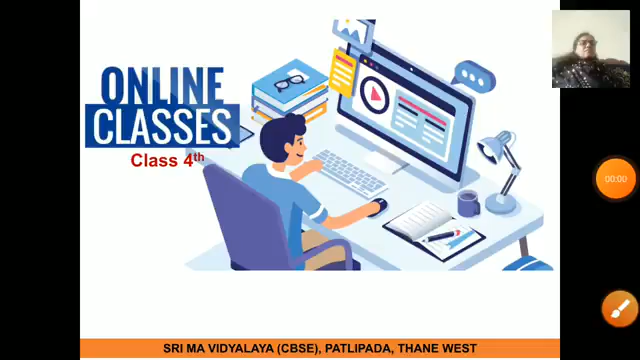 ONLINE
CLASSES
Class 4th
00:00
SRI MA VIDYALAYA (CBSE), PATLIPADA, THANE WEST